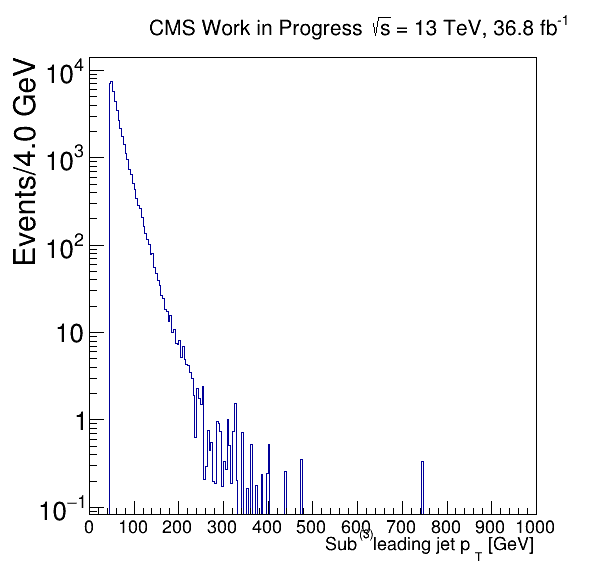 CMS Work in Progress √s = 13 TeV, 36.8 fb⁻¹
Events/4.0 GeV
10⁴
10³
10²
10
1
10⁻¹
0 100 200 300 400 500 600 700 800 900 1000
Sub⁽³⁾leading jet p_T [GeV]